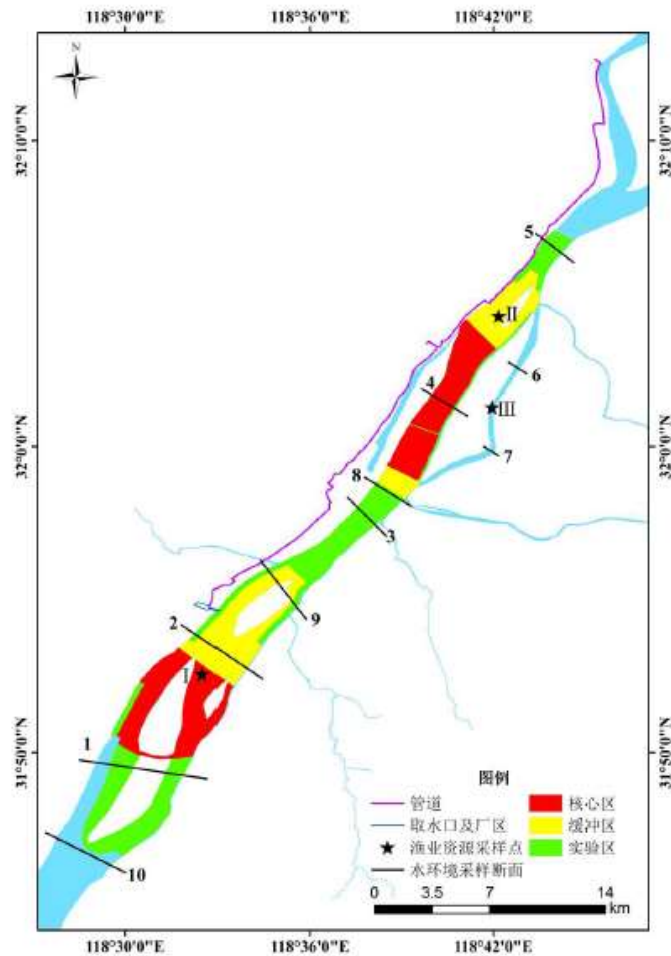 118°30'0"E 118°36'0"E 118°42'0"E
N
32°10'0"N 32°10'0"N
5
II
6
4
III
32°0'0"N 32°0'0"N
7
8
3
9
2
I
31°50'0"N 31°50'0"N
1
10
图例
管道 核心区
取水口及厂区 缓冲区
渔业资源采样点 实验区
水环境采样断面
0 3.5 7 14
km
118°30'0"E 118°36'0"E 118°42'0"E